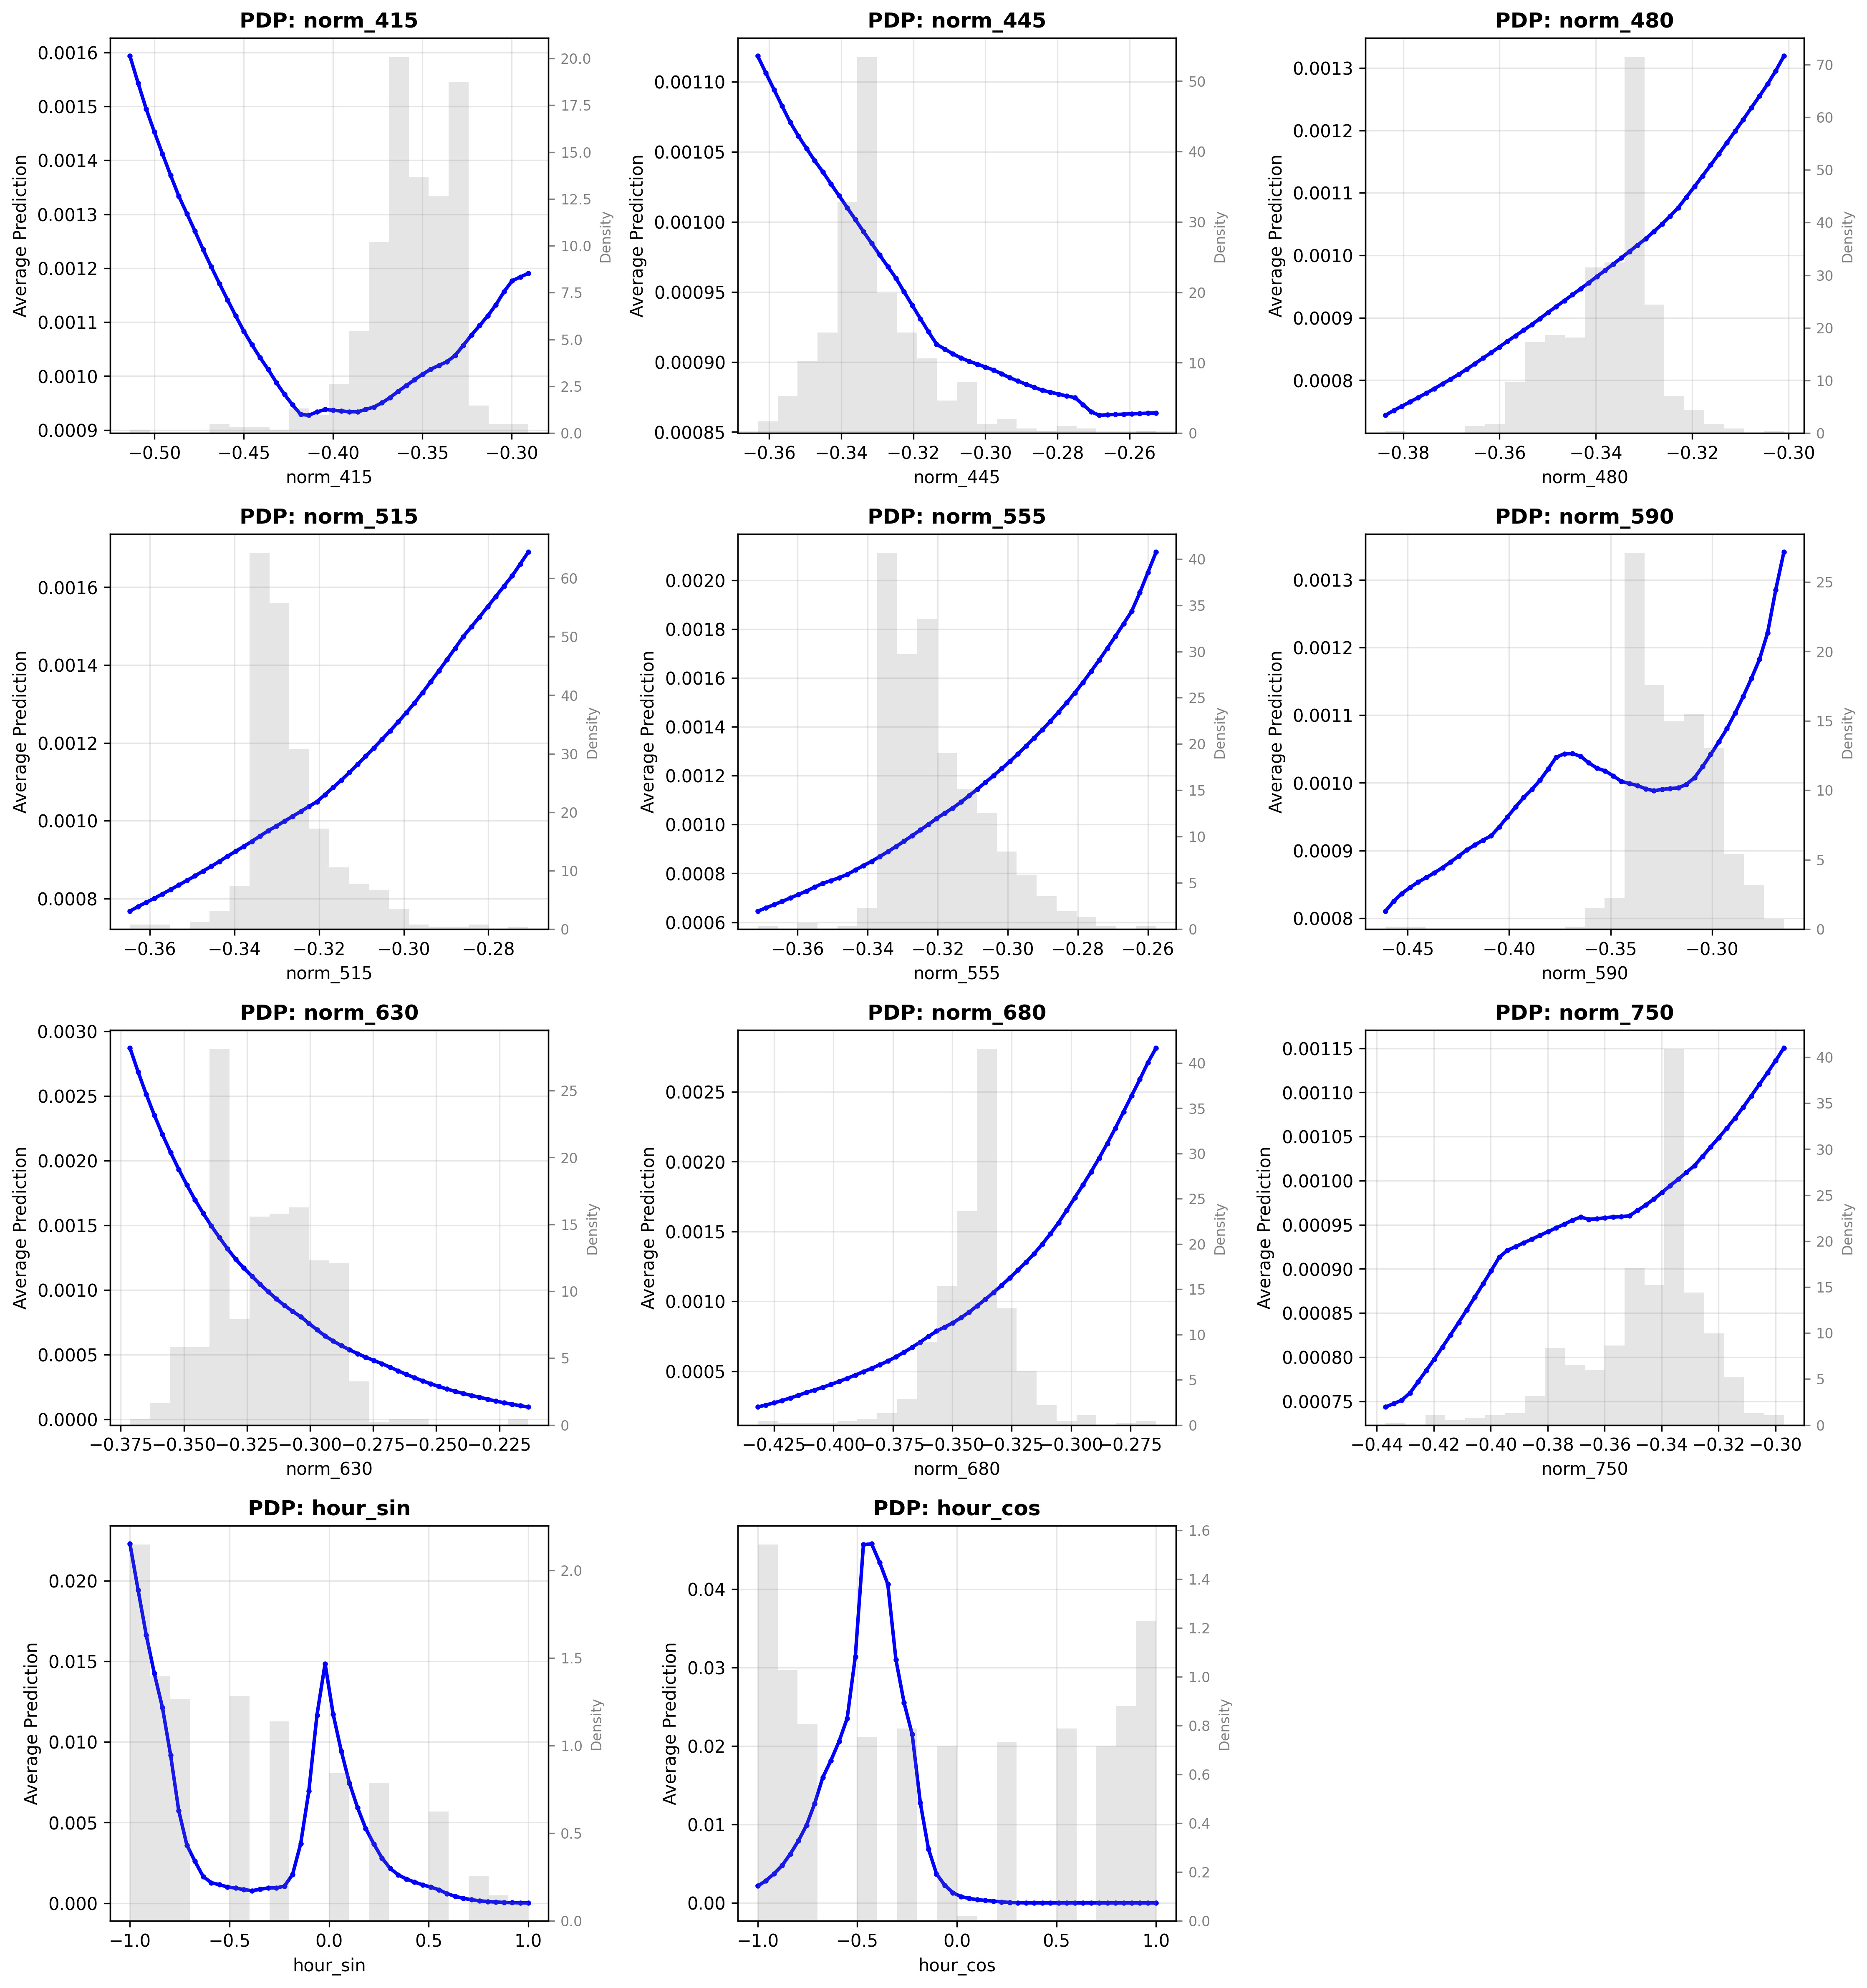 PDP: norm_415
0.0016
0.0015
0.0014
0.0013
0.0012
0.0011
0.0010
0.0009
Average Prediction
20.0
17.5
15.0
12.5
10.0
7.5
5.0
2.5
0.0
Density
−0.50 −0.45 −0.40 −0.35 −0.30
norm_415
PDP: norm_445
0.00110
0.00105
0.00100
0.00095
0.00090
0.00085
Average Prediction
50
40
30
20
10
0
Density
−0.36 −0.34 −0.32 −0.30 −0.28 −0.26
norm_445
PDP: norm_480
0.0013
0.0012
0.0011
0.0010
0.0009
0.0008
Average Prediction
70
60
50
40
30
20
10
0
Density
−0.38 −0.36 −0.34 −0.32 −0.30
norm_480
PDP: norm_515
0.0016
0.0014
0.0012
0.0010
0.0008
Average Prediction
60
50
40
30
20
10
0
Density
−0.36 −0.34 −0.32 −0.30 −0.28
norm_515
PDP: norm_555
0.0020
0.0018
0.0016
0.0014
0.0012
0.0010
0.0008
0.0006
Average Prediction
40
35
30
25
20
15
10
5
0
Density
−0.36 −0.34 −0.32 −0.30 −0.28 −0.26
norm_555
PDP: norm_590
0.0013
0.0012
0.0011
0.0010
0.0009
0.0008
Average Prediction
25
20
15
10
5
0
Density
−0.45 −0.40 −0.35 −0.30
norm_590
PDP: norm_630
0.0030
0.0025
0.0020
0.0015
0.0010
0.0005
0.0000
Average Prediction
25
20
15
10
5
0
Density
−0.375−0.350−0.325−0.300−0.275−0.250−0.225
norm_630
PDP: norm_680
0.0025
0.0020
0.0015
0.0010
0.0005
Average Prediction
40
35
30
25
20
15
10
5
0
Density
−0.425−0.400−0.375−0.350−0.325−0.300−0.275
norm_680
PDP: norm_750
0.00115
0.00110
0.00105
0.00100
0.00095
0.00090
0.00085
0.00080
0.00075
Average Prediction
40
35
30
25
20
15
10
5
0
Density
−0.44 −0.42 −0.40 −0.38 −0.36 −0.34 −0.32 −0.30
norm_750
PDP: hour_sin
0.020
0.015
0.010
0.005
0.000
Average Prediction
2.0
1.5
1.0
0.5
0.0
Density
−1.0 −0.5 0.0 0.5 1.0
hour_sin
PDP: hour_cos
0.04
0.03
0.02
0.01
0.00
Average Prediction
1.6
1.4
1.2
1.0
0.8
0.6
0.4
0.2
0.0
Density
−1.0 −0.5 0.0 0.5 1.0
hour_cos